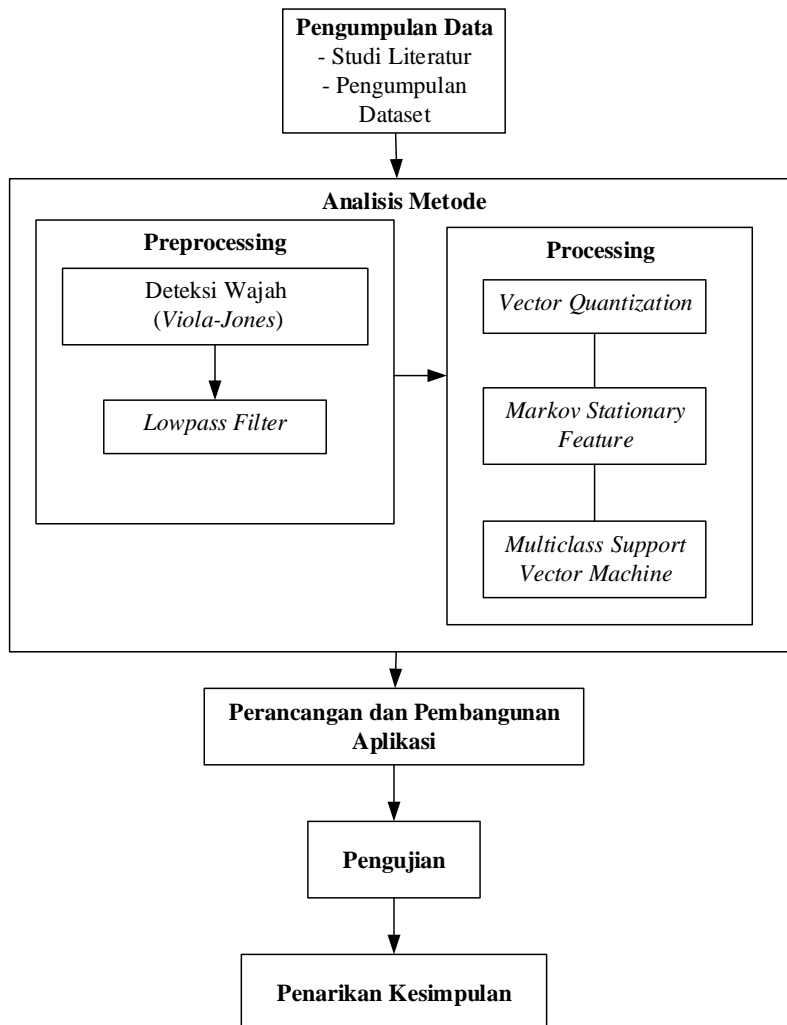 Pengumpulan Data
- Studi Literatur
- Pengumpulan
Dataset
Analisis Metode
Preprocessing
Deteksi Wajah
(Viola-Jones)
Lowpass Filter
Processing
Vector Quantization
Markov Stationary
Feature
Multiclass Support
Vector Machine
Perancangan dan Pembangunan
Aplikasi
Pengujian
Penarikan Kesimpulan